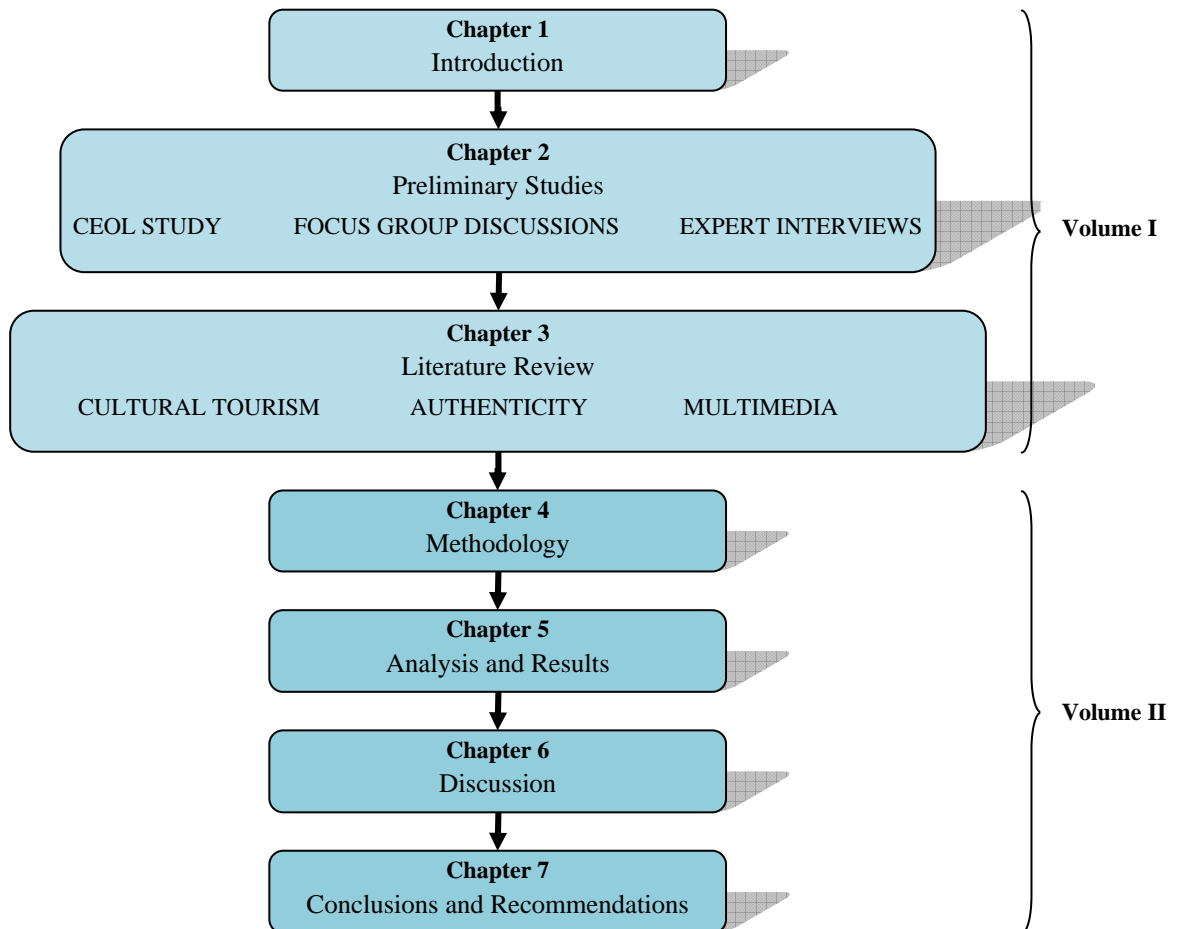 Chapter 1
Introduction
Chapter 2
Preliminary Studies
CEOL STUDY FOCUS GROUP DISCUSSIONS EXPERT INTERVIEWS
Volume I
Chapter 3
Literature Review
CULTURAL TOURISM AUTHENTICITY MULTIMEDIA
Chapter 4
Methodology
Chapter 5
Analysis and Results
Volume II
Chapter 6
Discussion
Chapter 7
Conclusions and Recommendations